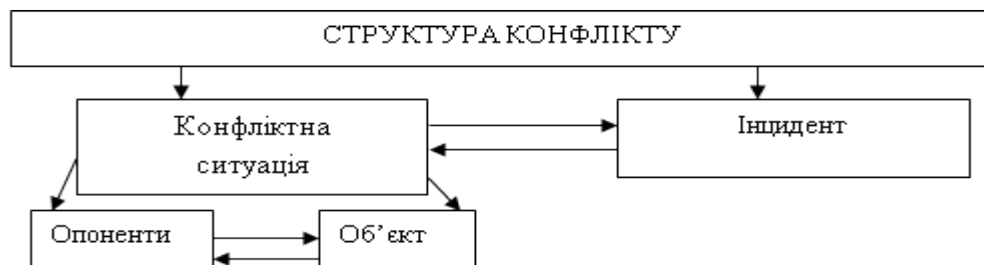 СТРУКТУРА КОНФЛІКТУ
Конфліктна
ситуація
Інцидент
Опоненти
Об’єкт